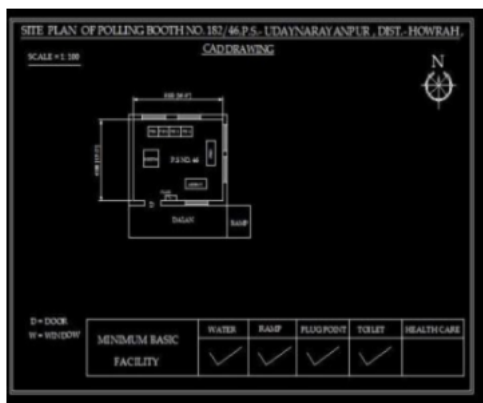 SITE PLAN OF POLLING BOOTH NO. 182/46.P.S.- UDAYNARAYANPUR , DIST.- HOWRAH.
CAD DRAWING
SCALE = 1: 100
N
P.S NO. 46
D
DALAN
RAMP
D = DOOR
W = WINDOW
MINIMUM BASIC FACILITY
WATER RAMP PLUG POINT TOILET HEALTH CARE